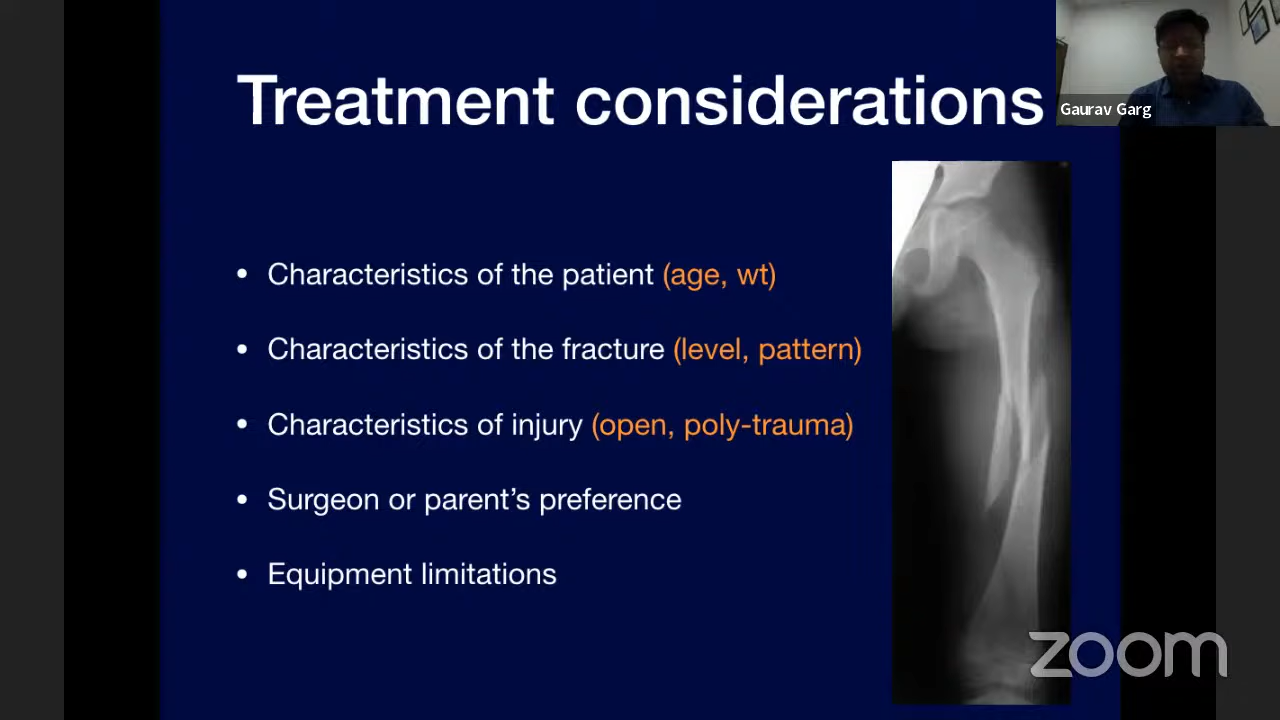 Treatment considerations
Gaurav Garg
• Characteristics of the patient (age, wt)
• Characteristics of the fracture (level, pattern)
• Characteristics of injury (open, poly-trauma)
• Surgeon or parent’s preference
• Equipment limitations
zoom